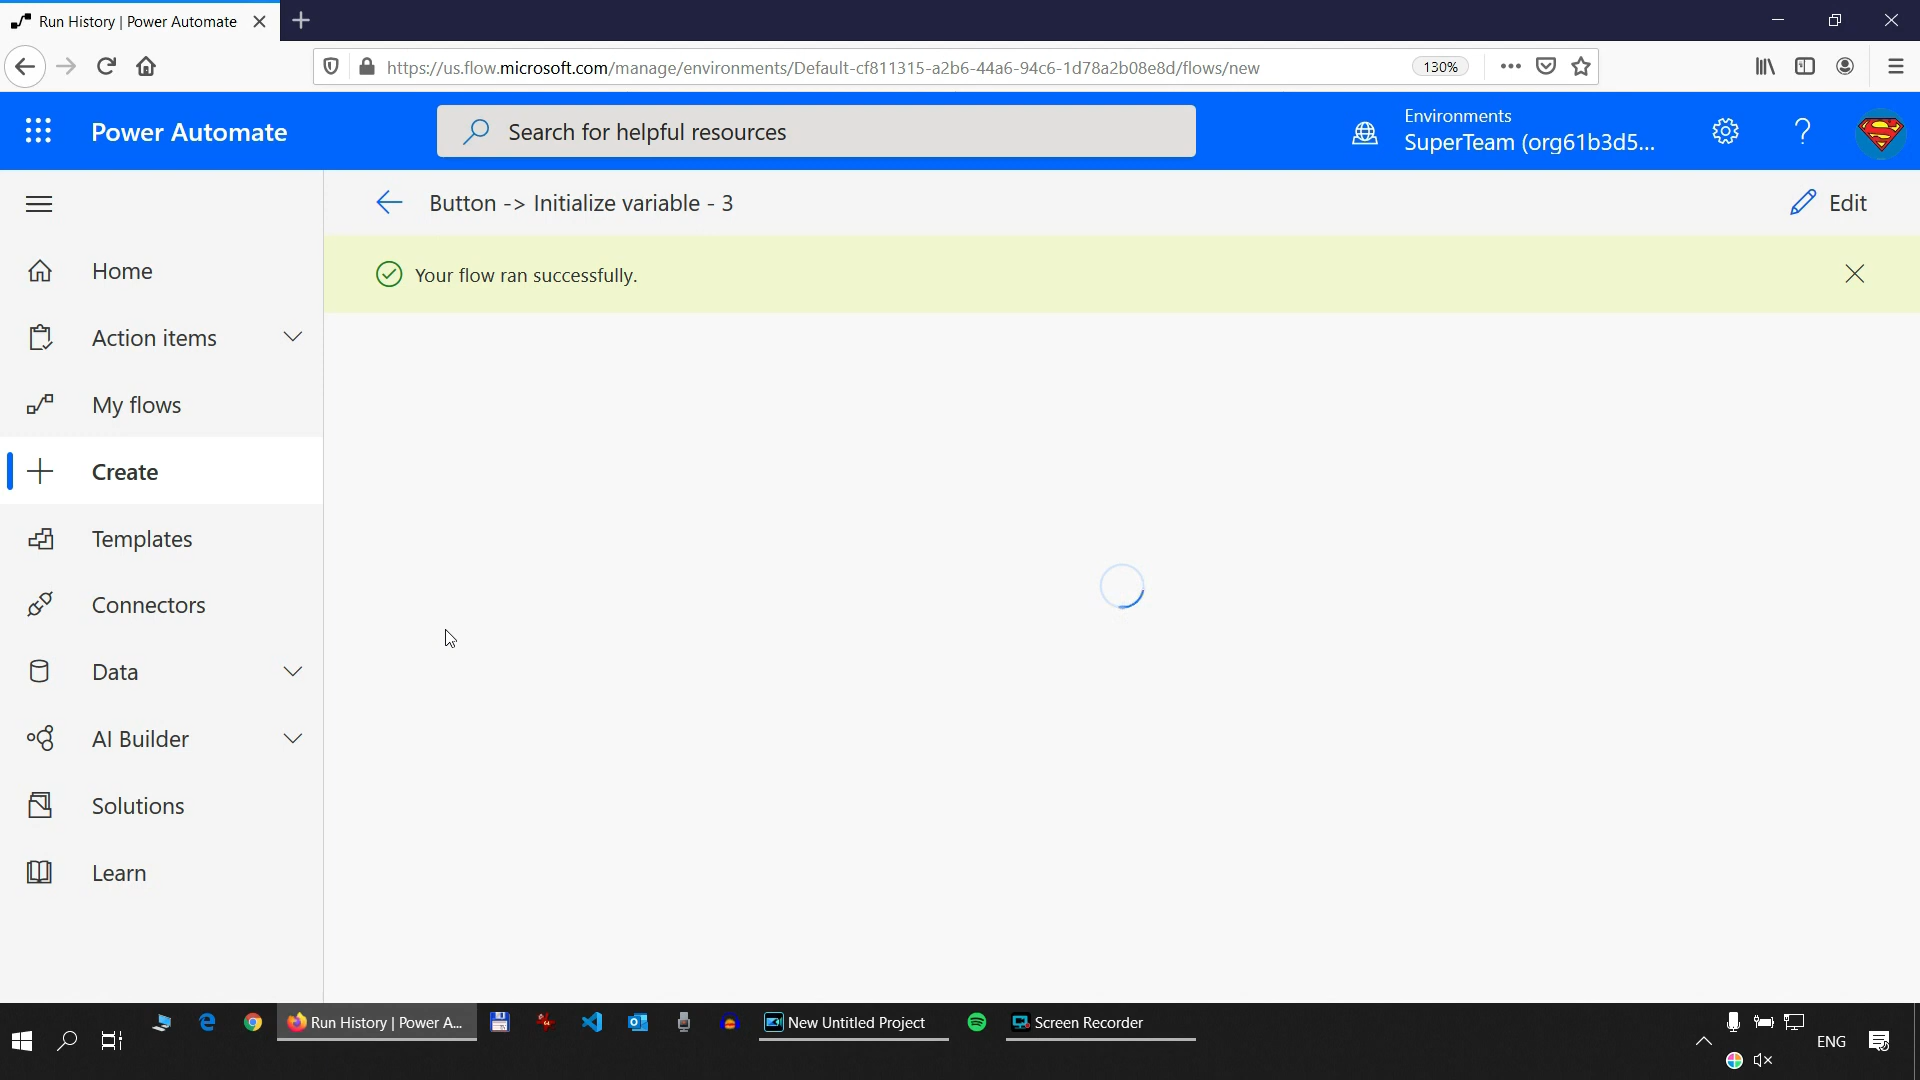 Run History | Power Automate
https://us.flow.microsoft.com/manage/environments/Default-cf811315-a2b6-44a6-94c6-1d78a2b08e8d/flows/new
130%
Power Automate
Search for helpful resources
Environments
SuperTeam (org61b3d5...
Button -> Initialize variable - 3
Edit
Your flow ran successfully.
Home
Action items
My flows
Create
Templates
Connectors
Data
AI Builder
Solutions
Learn
Run History | Power A...
New Untitled Project
Screen Recorder
ENG